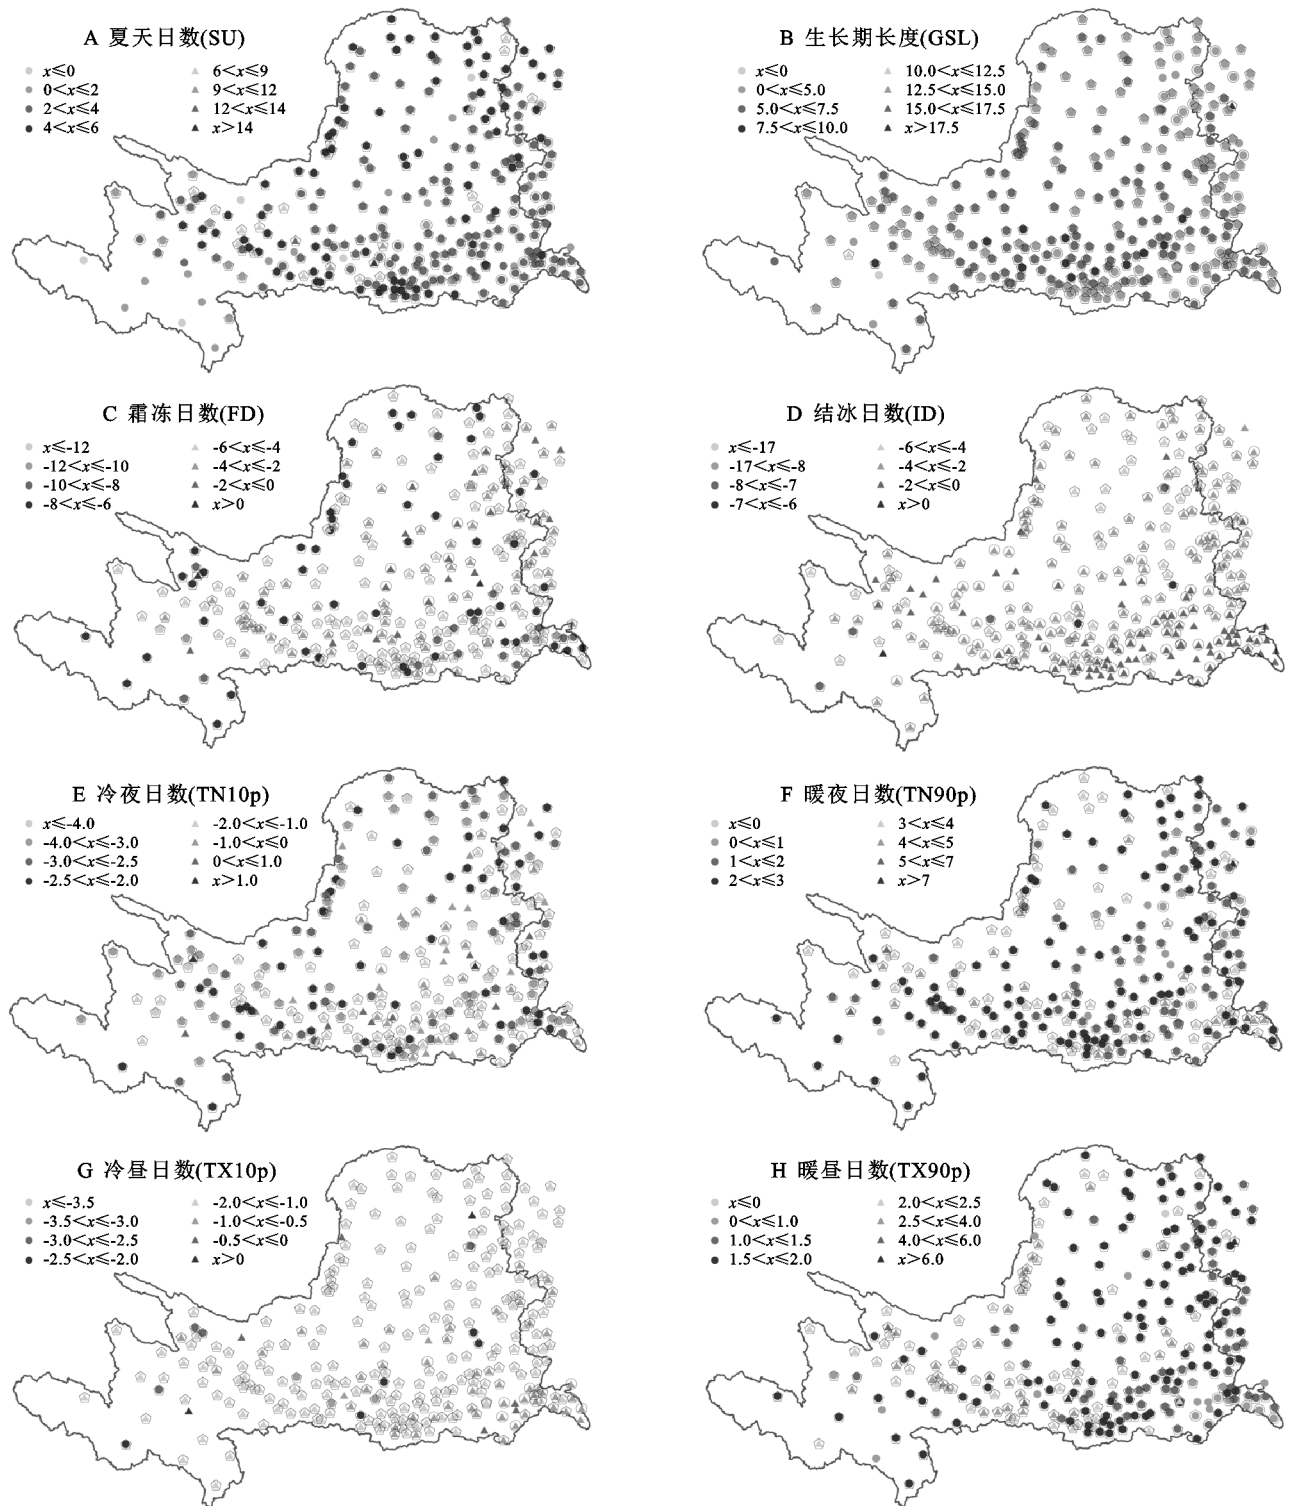 A 夏天日数(SU)
x≤0
0<x≤2
2<x≤4
4<x≤6
6<x≤9
9<x≤12
12<x≤14
x>14
B 生长期长度(GSL)
x≤0
0<x≤5.0
5.0<x≤7.5
7.5<x≤10.0
10.0<x≤12.5
12.5<x≤15.0
15.0<x≤17.5
x>17.5
C 霜冻日数(FD)
x≤-12
-12<x≤-10
-10<x≤-8
-8<x≤-6
-6<x≤-4
-4<x≤-2
-2<x≤0
x>0
D 结冰日数(ID)
x≤-17
-17<x≤-8
-8<x≤-7
-7<x≤-6
-6<x≤-4
-4<x≤-2
-2<x≤0
x>0
E 冷夜日数(TN10p)
x≤-4.0
-4.0<x≤-3.0
-3.0<x≤-2.5
-2.5<x≤-2.0
-2.0<x≤-1.0
-1.0<x≤0
0<x≤1.0
x>1.0
F 暖夜日数(TN90p)
x≤0
0<x≤1
1<x≤2
2<x≤3
3<x≤4
4<x≤5
5<x≤7
x>7
G 冷昼日数(TX10p)
x≤-3.5
-3.5<x≤-3.0
-3.0<x≤-2.5
-2.5<x≤-2.0
-2.0<x≤-1.0
-1.0<x≤-0.5
-0.5<x≤0
x>0
H 暖昼日数(TX90p)
x≤0
0<x≤1.0
1.0<x≤1.5
1.5<x≤2.0
2.0<x≤2.5
2.5<x≤4.0
4.0<x≤6.0
x>6.0